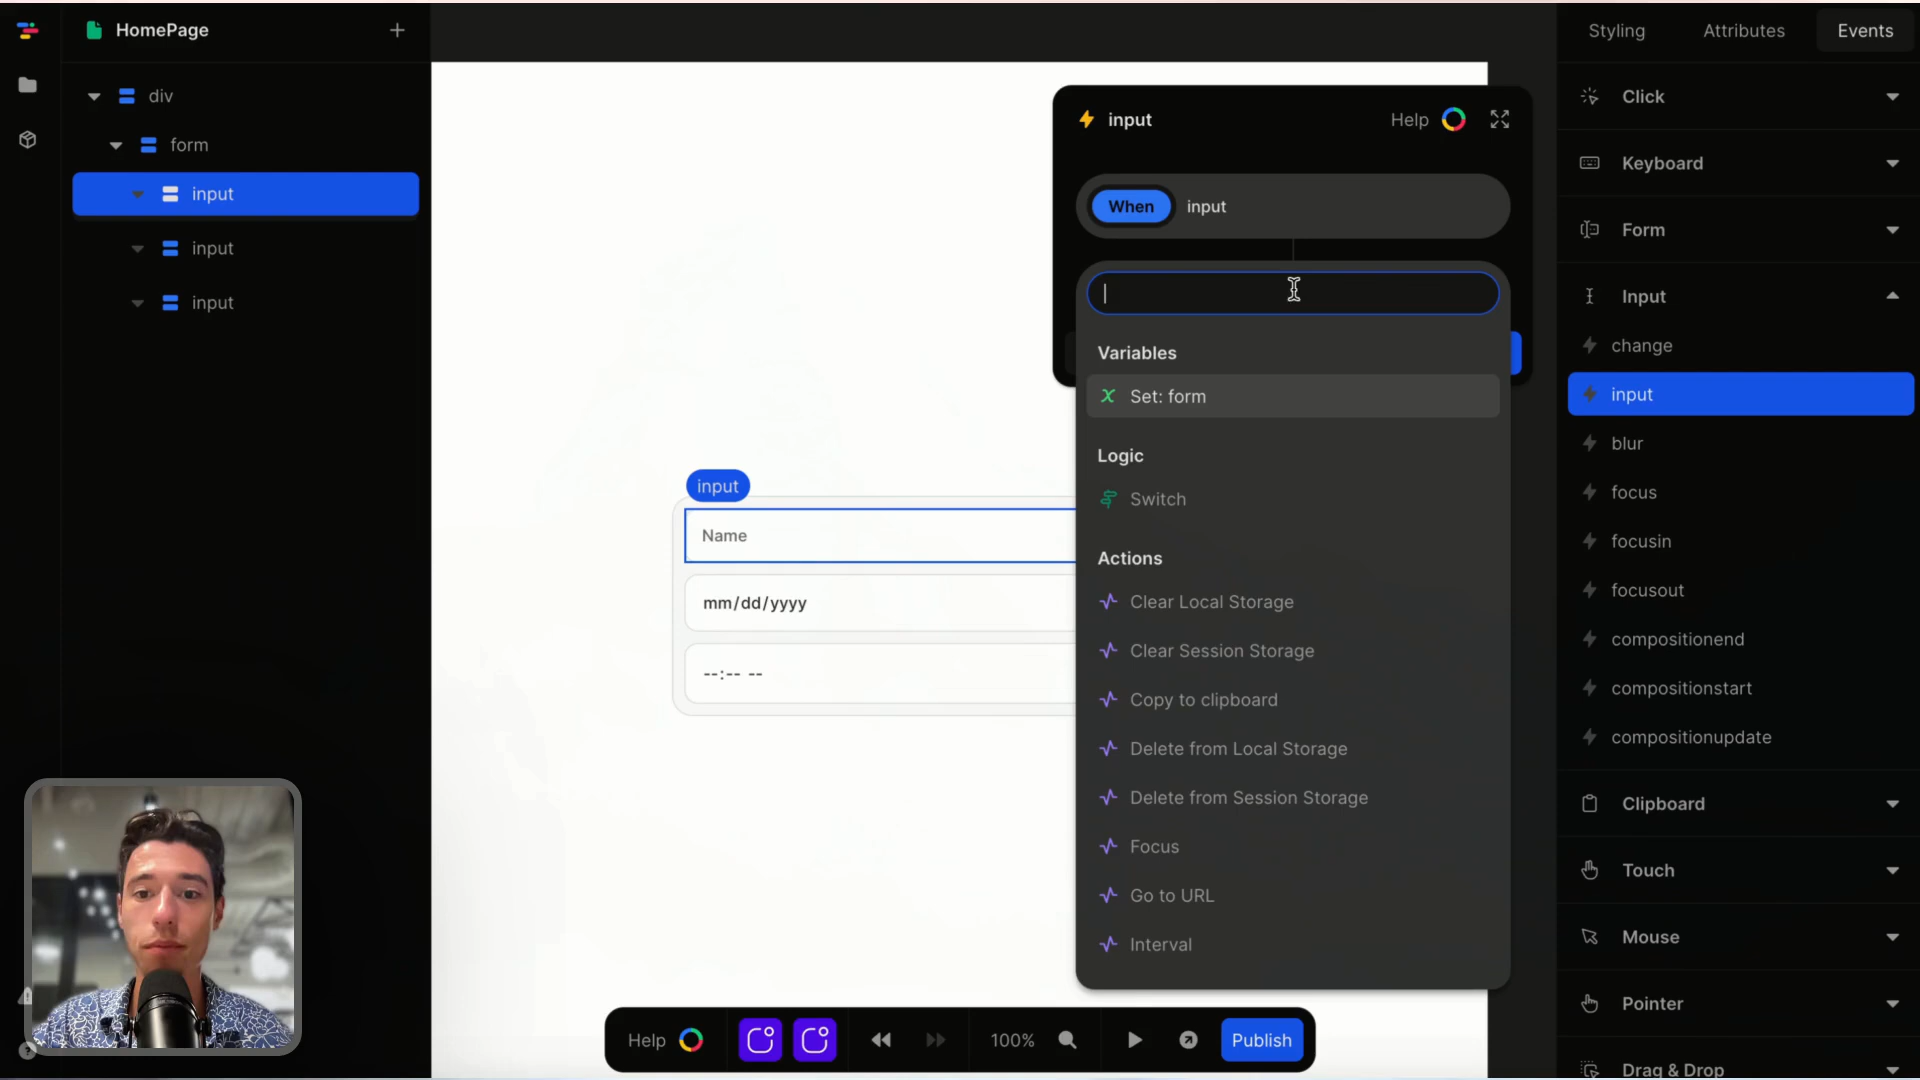 HomePage
div
form
input
input
input
input
Name
mm/dd/yyyy
--:-- --
input
Help
When
input
Variables
Set: form
Logic
Switch
Actions
Clear Local Storage
Clear Session Storage
Copy to clipboard
Delete from Local Storage
Delete from Session Storage
Focus
Go to URL
Interval
Help
100%
Publish
Styling
Attributes
Events
Click
Keyboard
Form
Input
change
input
blur
focus
focusin
focusout
compositionend
compositionstart
compositionupdate
Clipboard
Touch
Mouse
Pointer
Drag & Drop